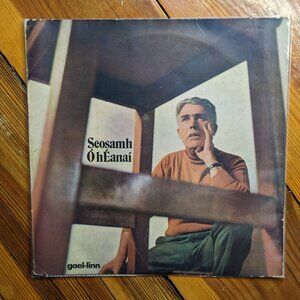 Seosamh
Ó hÉanaí
gael-linn